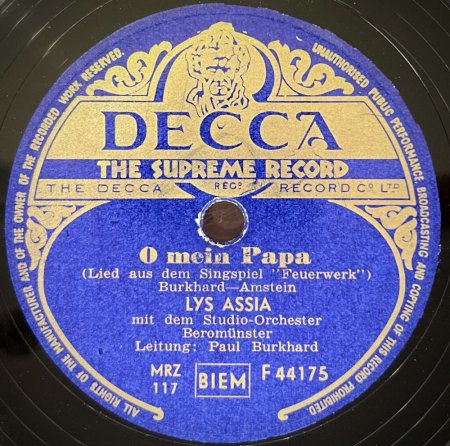 ALL RIGHTS OF THE MANUFACTURER AND OF THE OWNER OF THE RECORDED WORK RESERVED.
UNAUTHORISED PUBLIC PERFORMANCE BROADCASTING AND COPYING OF THIS RECORD PROHIBITED
DECCA
THE SUPREME RECORD
THE DECCA REGD RECORD CO. LTD
O mein Papa
(Lied aus dem Singspiel "Feuerwerk")
Burkhard—Amstein
LYS ASSIA
mit dem Studio-Orchester
Beromünster
Leitung: Paul Burkhard
MRZ 117 BIEM F 44175